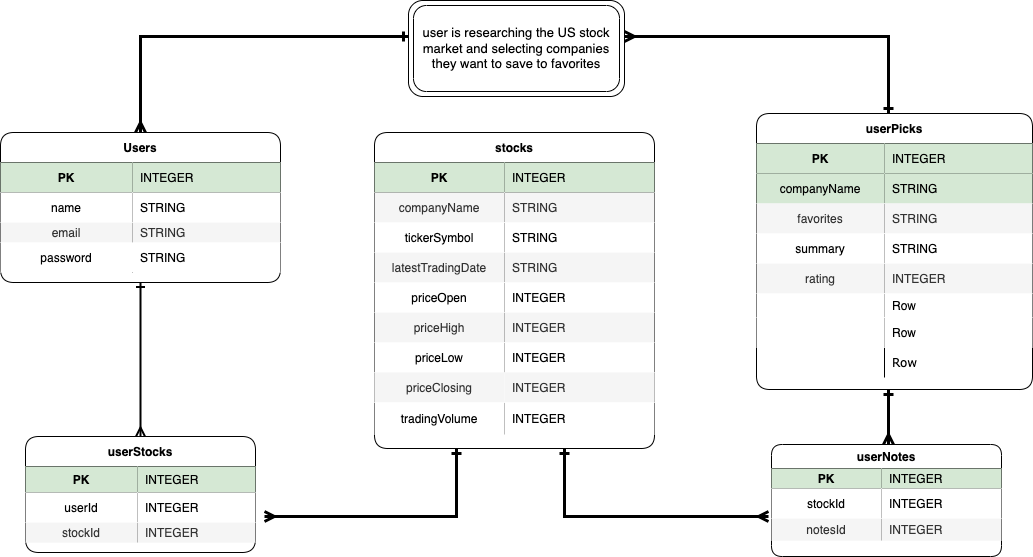 user is researching the US stock
market and selecting companies
they want to save to favorites
Users
PK INTEGER
name STRING
email STRING
password STRING
stocks
PK INTEGER
companyName STRING
tickerSymbol STRING
latestTradingDate STRING
priceOpen INTEGER
priceHigh INTEGER
priceLow INTEGER
priceClosing INTEGER
tradingVolume INTEGER
userPicks
PK INTEGER
companyName STRING
favorites STRING
summary STRING
rating INTEGER
Row
Row
Row
userStocks
PK INTEGER
userId INTEGER
stockId INTEGER
userNotes
PK INTEGER
stockId INTEGER
notesId INTEGER